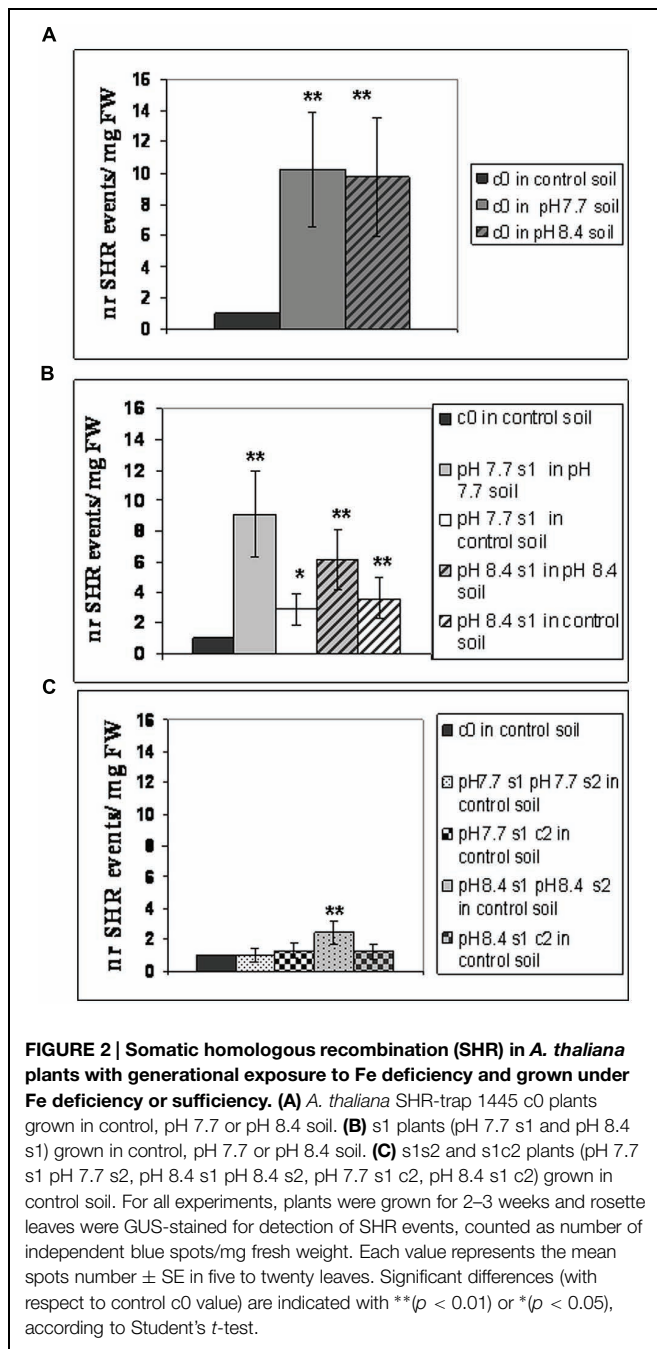 A
nr SHR events/mg FW
16
14
12
10
8
6
4
2
0
**
**
c0 in control soil
c0 in pH7.7 soil
c0 in pH8.4 soil
B
nr SHR events/mg FW
16
14
12
10
8
6
4
2
0
**
*
**
**
c0 in control soil
pH 7.7 s1 in pH
7.7 soil
pH 7.7 s1 in
control soil
pH 8.4 s1 in pH 8.4
soil
pH 8.4 s1 in control
soil
C
nr SHR events/mg FW
16
14
12
10
8
6
4
2
0
**
c0 in control soil
pH7.7 s1 pH7.7 s2 in
control soil
pH7.7 s1 c2 in
control soil
pH8.4 s1 pH8.4 s2
in control soil
pH8.4 s1 c2 in
control soil
FIGURE 2 | Somatic homologous recombination (SHR) in A. thaliana
plants with generational exposure to Fe deficiency and grown under
Fe deficiency or sufficiency. (A) A. thaliana SHR-trap 1445 c0 plants
grown in control, pH 7.7 or pH 8.4 soil. (B) s1 plants (pH 7.7 s1 and pH 8.4
s1) grown in control, pH 7.7 or pH 8.4 soil. (C) s1s2 and s1c2 plants (pH 7.7
s1 pH 7.7 s2, pH 8.4 s1 pH 8.4 s2, pH 7.7 s1 c2, pH 8.4 s1 c2) grown in
control soil. For all experiments, plants were grown for 2–3 weeks and rosette
leaves were GUS-stained for detection of SHR events, counted as number of
independent blue spots/mg fresh weight. Each value represents the mean
spots number ± SE in five to twenty leaves. Significant differences (with
respect to control c0 value) are indicated with **(p < 0.01) or *(p < 0.05),
according to Student's t-test.